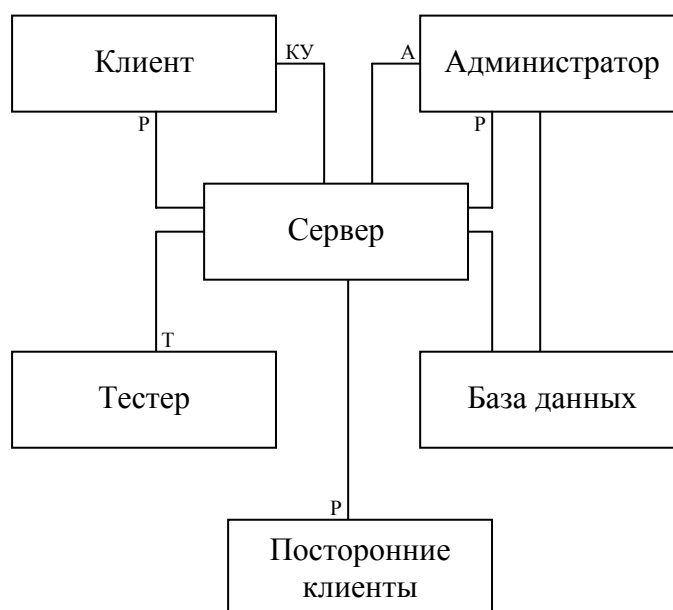 Клиент
КУ
А
Администратор
Р
Р
Сервер
Т
Тестер
База данных
Р
Посторонние
клиенты